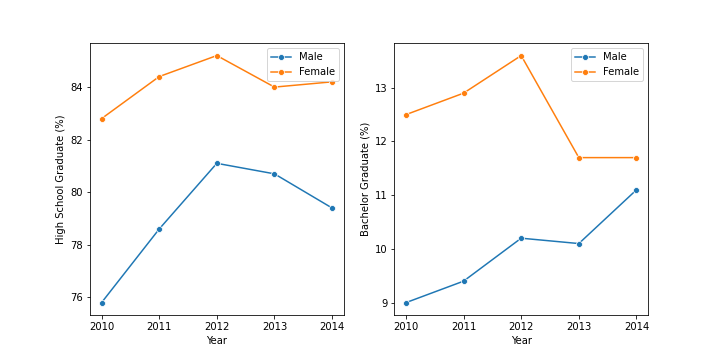 High School Graduate (%)
84
82
80
78
76
2010 2011 2012 2013 2014
Year
Male
Female
Bachelor Graduate (%)
13
12
11
10
9
2010 2011 2012 2013 2014
Year
Male
Female